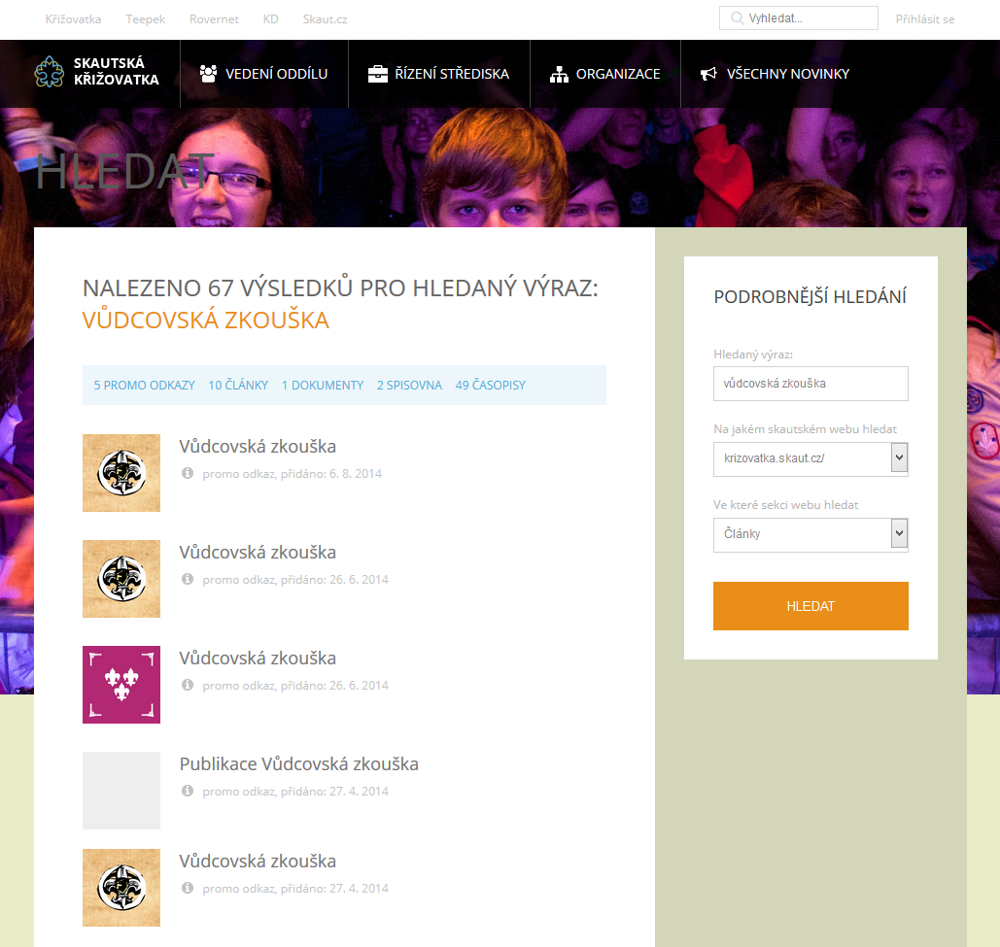 Křižovatka Teepek Rovernet KD Skaut.cz Vyhledat... Přihlásit se
SKAUTSKÁ
KŘIŽOVATKA
VEDENÍ ODDÍLU ŘÍZENÍ STŘEDISKA ORGANIZACE VŠECHNY NOVINKY
HLEDAT
NALEZENO 67 VÝSLEDKŮ PRO HLEDANÝ VÝRAZ:
VŮDCOVSKÁ ZKOUŠKA
5 PROMO ODKAZY 10 ČLÁNKY 1 DOKUMENTY 2 SPISOVNA 49 ČASOPISY
Vůdcovská zkouška
promo odkaz, přidáno: 6. 8. 2014
Vůdcovská zkouška
promo odkaz, přidáno: 26. 6. 2014
Vůdcovská zkouška
promo odkaz, přidáno: 26. 6. 2014
Publikace Vůdcovská zkouška
promo odkaz, přidáno: 27. 4. 2014
Vůdcovská zkouška
promo odkaz, přidáno: 27. 4. 2014
PODROBNĚJŠÍ HLEDÁNÍ
Hledaný výraz:
vůdcovská zkouška
Na jakém skautském webu hledat
krizovatka.skaut.cz/
Ve které sekci webu hledat
Články
HLEDAT